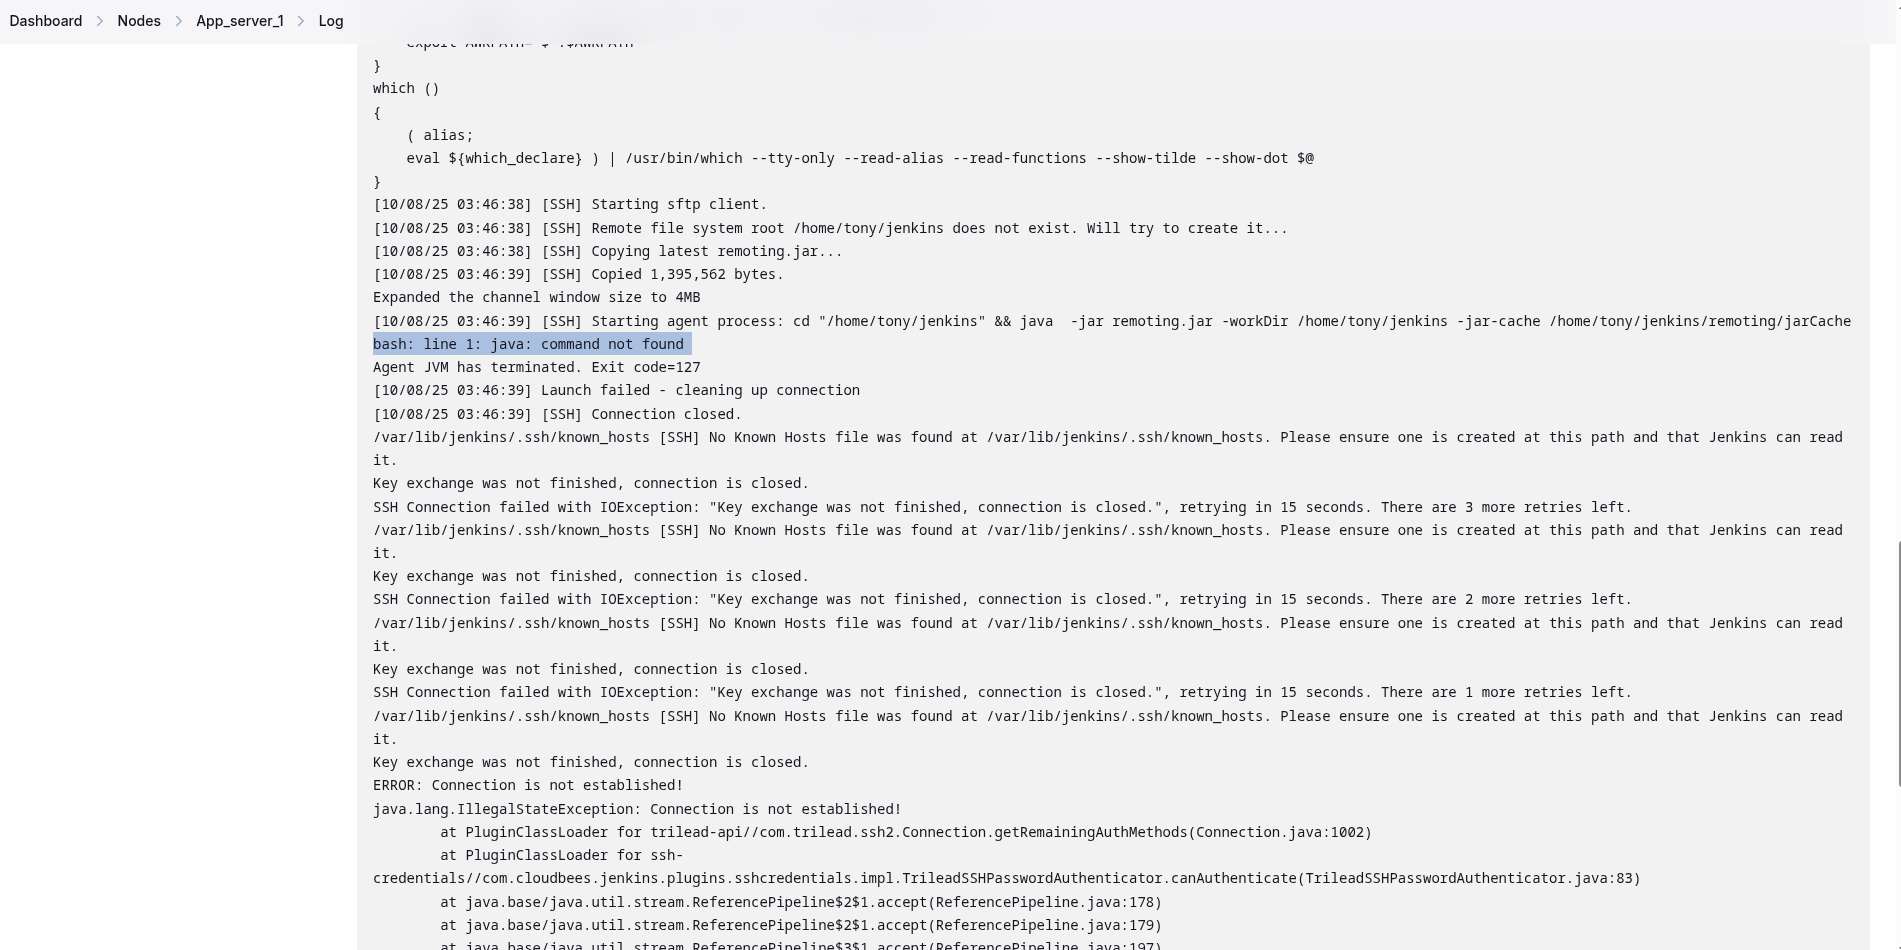 Dashboard > Nodes > App_server_1 > Log
}
which ()
{
    ( alias;
    eval ${which_declare} ) | /usr/bin/which --tty-only --read-alias --read-functions --show-tilde --show-dot $@
}
[10/08/25 03:46:38] [SSH] Starting sftp client.
[10/08/25 03:46:38] [SSH] Remote file system root /home/tony/jenkins does not exist. Will try to create it...
[10/08/25 03:46:38] [SSH] Copying latest remoting.jar...
[10/08/25 03:46:39] [SSH] Copied 1,395,562 bytes.
Expanded the channel window size to 4MB
[10/08/25 03:46:39] [SSH] Starting agent process: cd "/home/tony/jenkins" && java  -jar remoting.jar -workDir /home/tony/jenkins -jar-cache /home/tony/jenkins/remoting/jarCache
bash: line 1: java: command not found
Agent JVM has terminated. Exit code=127
[10/08/25 03:46:39] Launch failed - cleaning up connection
[10/08/25 03:46:39] [SSH] Connection closed.
/var/lib/jenkins/.ssh/known_hosts [SSH] No Known Hosts file was found at /var/lib/jenkins/.ssh/known_hosts. Please ensure one is created at this path and that Jenkins can read
it.
Key exchange was not finished, connection is closed.
SSH Connection failed with IOException: "Key exchange was not finished, connection is closed.", retrying in 15 seconds. There are 3 more retries left.
/var/lib/jenkins/.ssh/known_hosts [SSH] No Known Hosts file was found at /var/lib/jenkins/.ssh/known_hosts. Please ensure one is created at this path and that Jenkins can read
it.
Key exchange was not finished, connection is closed.
SSH Connection failed with IOException: "Key exchange was not finished, connection is closed.", retrying in 15 seconds. There are 2 more retries left.
/var/lib/jenkins/.ssh/known_hosts [SSH] No Known Hosts file was found at /var/lib/jenkins/.ssh/known_hosts. Please ensure one is created at this path and that Jenkins can read
it.
Key exchange was not finished, connection is closed.
SSH Connection failed with IOException: "Key exchange was not finished, connection is closed.", retrying in 15 seconds. There are 1 more retries left.
/var/lib/jenkins/.ssh/known_hosts [SSH] No Known Hosts file was found at /var/lib/jenkins/.ssh/known_hosts. Please ensure one is created at this path and that Jenkins can read
it.
Key exchange was not finished, connection is closed.
ERROR: Connection is not established!
java.lang.IllegalStateException: Connection is not established!
        at PluginClassLoader for trilead-api//com.trilead.ssh2.Connection.getRemainingAuthMethods(Connection.java:1002)
        at PluginClassLoader for ssh-
credentials//com.cloudbees.jenkins.plugins.sshcredentials.impl.TrileadSSHPasswordAuthenticator.canAuthenticate(TrileadSSHPasswordAuthenticator.java:83)
        at java.base/java.util.stream.ReferencePipeline$2$1.accept(ReferencePipeline.java:178)
        at java.base/java.util.stream.ReferencePipeline$2$1.accept(ReferencePipeline.java:179)
        at java.base/java.util.stream.ReferencePipeline$3$1.accept(ReferencePipeline.java:197)